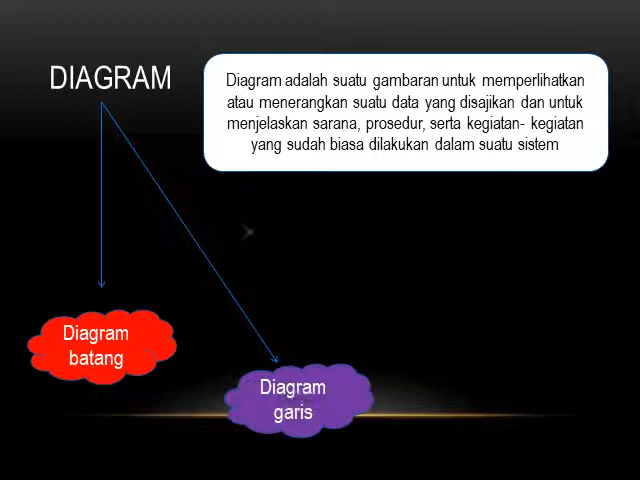 DIAGRAM
Diagram adalah suatu gambaran untuk memperlihatkan
atau menerangkan suatu data yang disajikan dan untuk
menjelaskan sarana, prosedur, serta kegiatan- kegiatan
yang sudah biasa dilakukan dalam suatu sistem
Diagram
batang
Diagram
garis